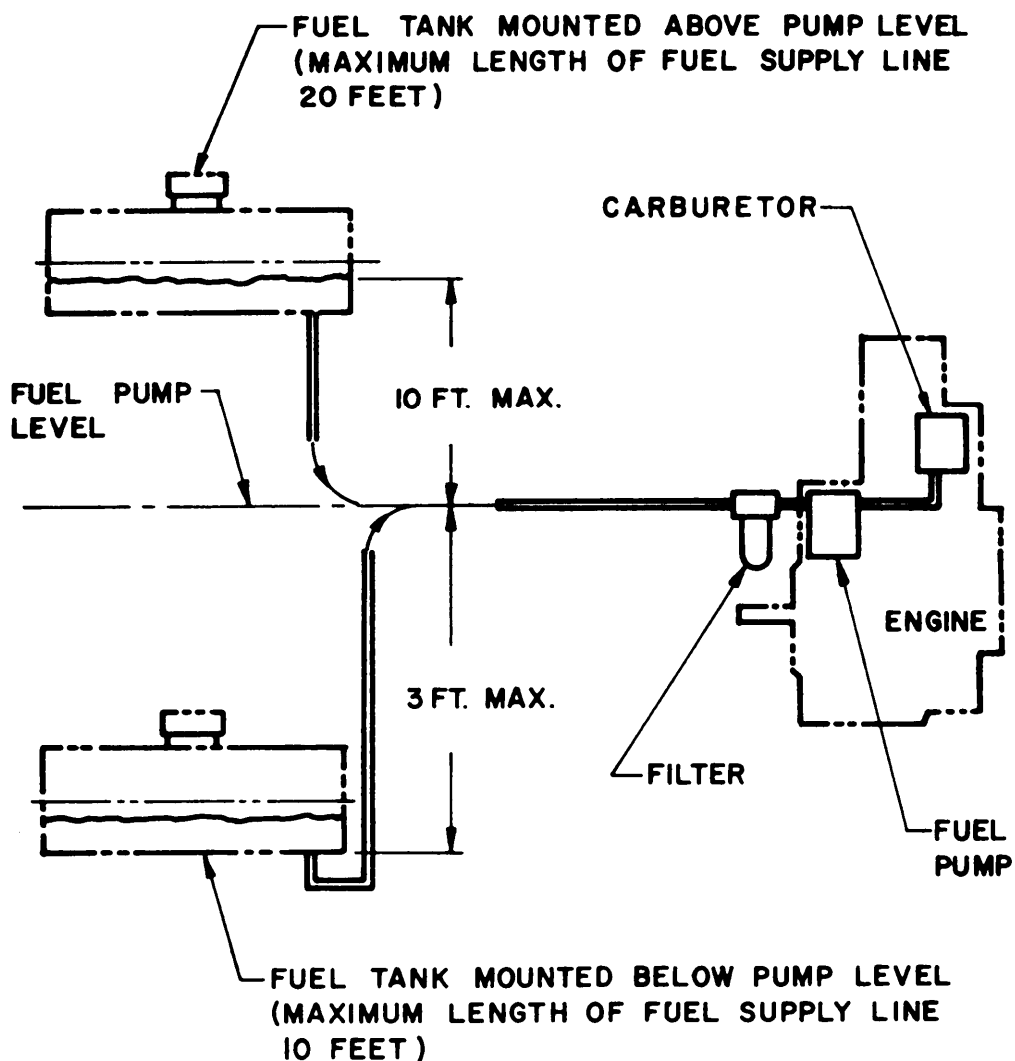 FUEL TANK MOUNTED ABOVE PUMP LEVEL
(MAXIMUM LENGTH OF FUEL SUPPLY LINE
20 FEET)
CARBURETOR
FUEL PUMP
LEVEL
10 FT. MAX.
ENGINE
3 FT. MAX.
FILTER
FUEL
PUMP
FUEL TANK MOUNTED BELOW PUMP LEVEL
(MAXIMUM LENGTH OF FUEL SUPPLY LINE
10 FEET)